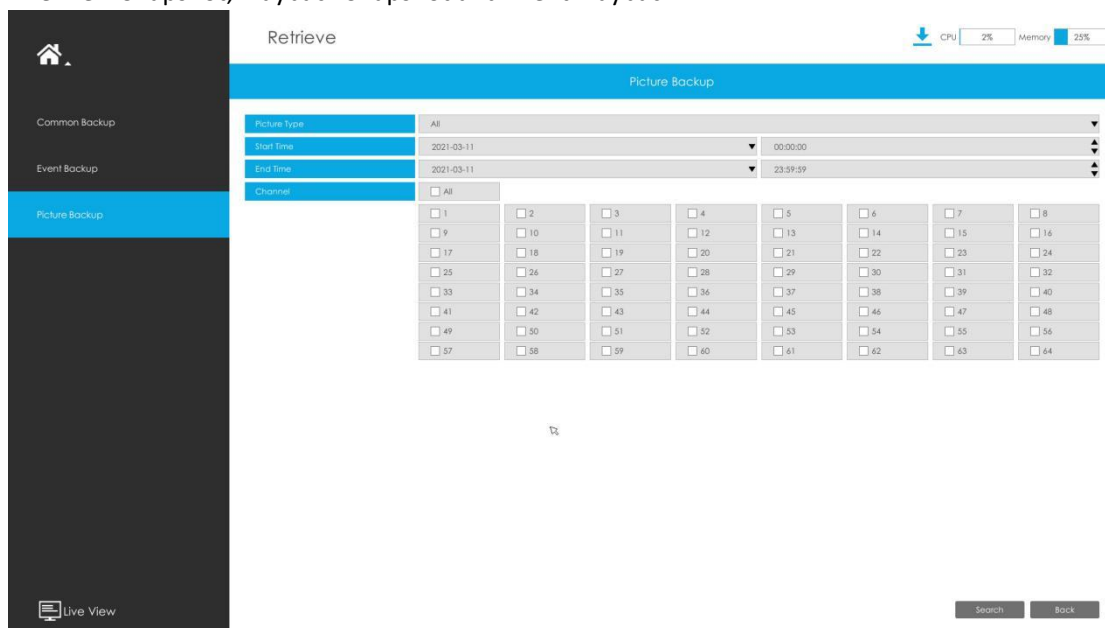 Retrieve
CPU 2% Memory 25%
Picture Backup
Common Backup
Event Backup
Picture Backup
Live View
Picture Type All
Start Time 2021-03-11 00:00:00
End Time 2021-03-11 23:59:59
Channel All
1 2 3 4 5 6 7 8
9 10 11 12 13 14 15 16
17 18 19 20 21 22 23 24
25 26 27 28 29 30 31 32
33 34 35 36 37 38 39 40
41 42 43 44 45 46 47 48
49 50 51 52 53 54 55 56
57 58 59 60 61 62 63 64
Search Back